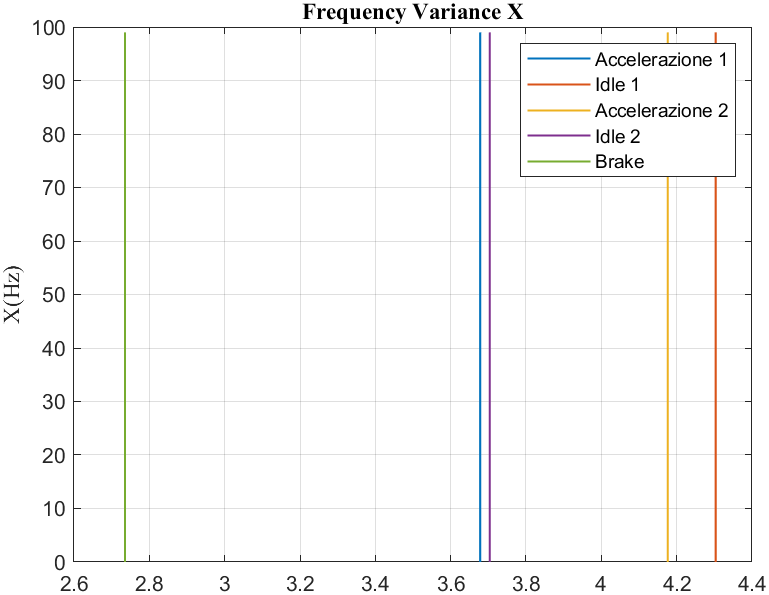 Frequency Variance X
100
90
80
70
60
50
40
30
20
10
0
X(Hz)
Accelerazione 1
Idle 1
Accelerazione 2
Idle 2
Brake
2.6 2.8 3 3.2 3.4 3.6 3.8 4 4.2 4.4